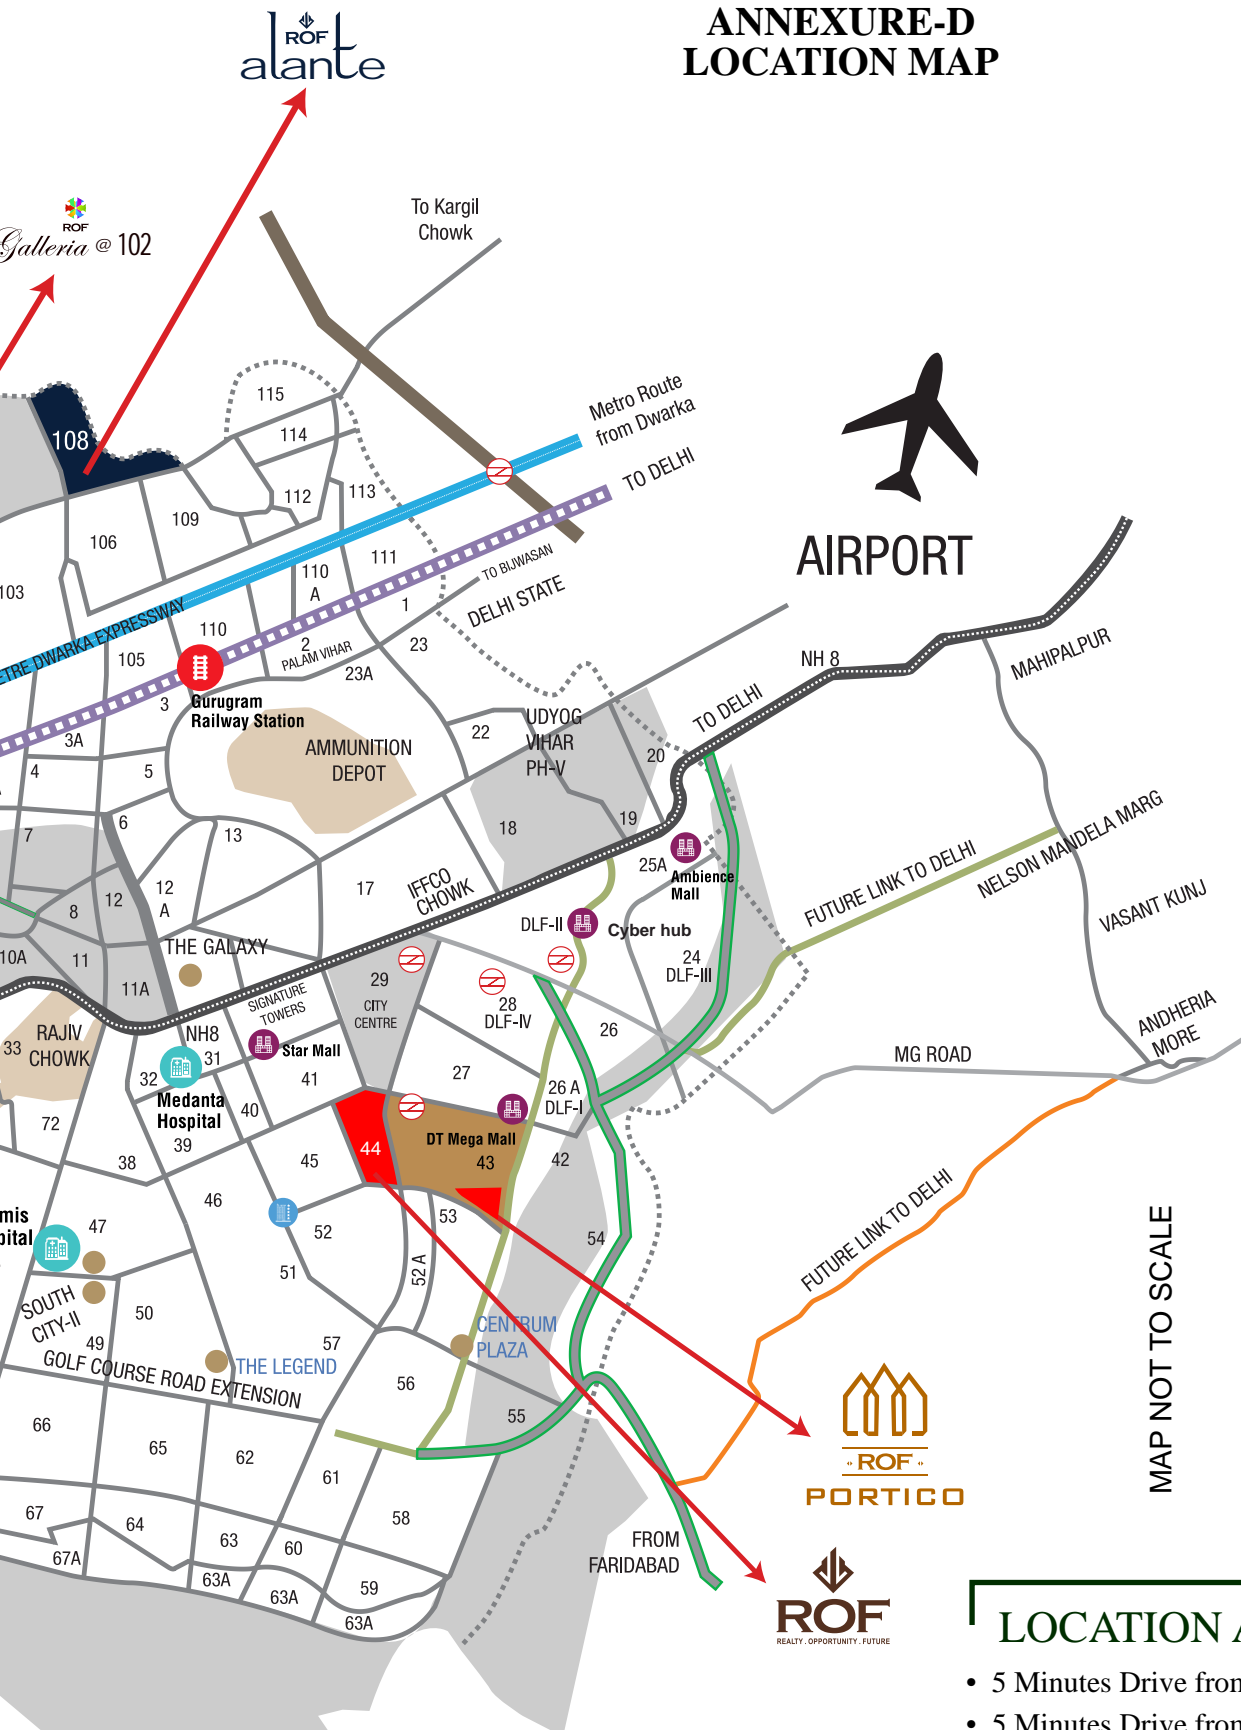 ANNEXURE-D
LOCATION MAP
ROF
alante
ROF
Galleria @ 102
To Kargil
Chowk
115
114
108
Metro Route
from Dwarka
TO DELHI
112
113
109
106
111
TO BIJWASAN
AIRPORT
103
110
A
1
DELHI STATE
110
2
PALAM VIHAR
23
TRE DWARKA EXPRESSWAY
105
23A
NH 8
MAHIPALPUR
3
Gurugram
Railway Station
TO DELHI
3A
AMMUNITION
DEPOT
22
UDYOG
VIHAR
PH-V
20
4
5
7
6
13
18
19
NELSON MANDELA MARG
25A
Ambience
Mall
FUTURE LINK TO DELHI
12
A
17
IFFCO
CHOWK
8
12
DLF-II
Cyber hub
VASANT KUNJ
10A
11
THE GALAXY
24
DLF-III
11A
29
CITY
CENTRE
SIGNATURE
TOWERS
28
DLF-IV
26
ANDHERIA
MORE
33
RAJIV
CHOWK
NH8
31
Star Mall
MG ROAD
32
41
27
26 A
DLF-I
Medanta
Hospital
40
72
39
44
DT Mega Mall
38
45
43
42
46
47
mis
pital
53
52
54
51
52 A
FUTURE LINK TO DELHI
SOUTH
CITY-II
50
CENTRUM
PLAZA
49
57
THE LEGEND
GOLF COURSE ROAD EXTENSION
56
MAP NOT TO SCALE
66
65
62
55
61
ROF
PORTICO
67
64
63
60
58
67A
63A
63A
59
63A
FROM
FARIDABAD
ROF
REALTY . OPPORTUNITY . FUTURE
LOCATION A
• 5 Minutes Drive from
• 5 Minutes Drive from